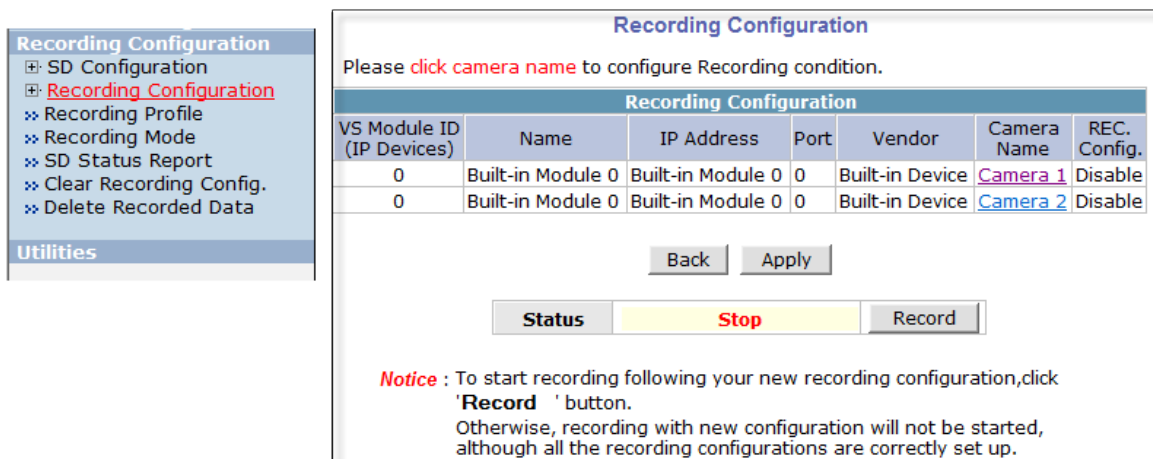 Recording Configuration
SD Configuration
Recording Configuration
Recording Profile
Recording Mode
SD Status Report
Clear Recording Config.
Delete Recorded Data
Utilities
Recording Configuration
Please click camera name to configure Recording condition.
Recording Configuration
VS Module ID (IP Devices) Name IP Address Port Vendor Camera Name REC. Config.
0 Built-in Module 0 Built-in Module 0 0 Built-in Device Camera 1 Disable
0 Built-in Module 0 Built-in Module 0 0 Built-in Device Camera 2 Disable
Back Apply
Status Stop Record
Notice : To start recording following your new recording configuration,click
'Record ' button.
Otherwise, recording with new configuration will not be started,
although all the recording configurations are correctly set up.